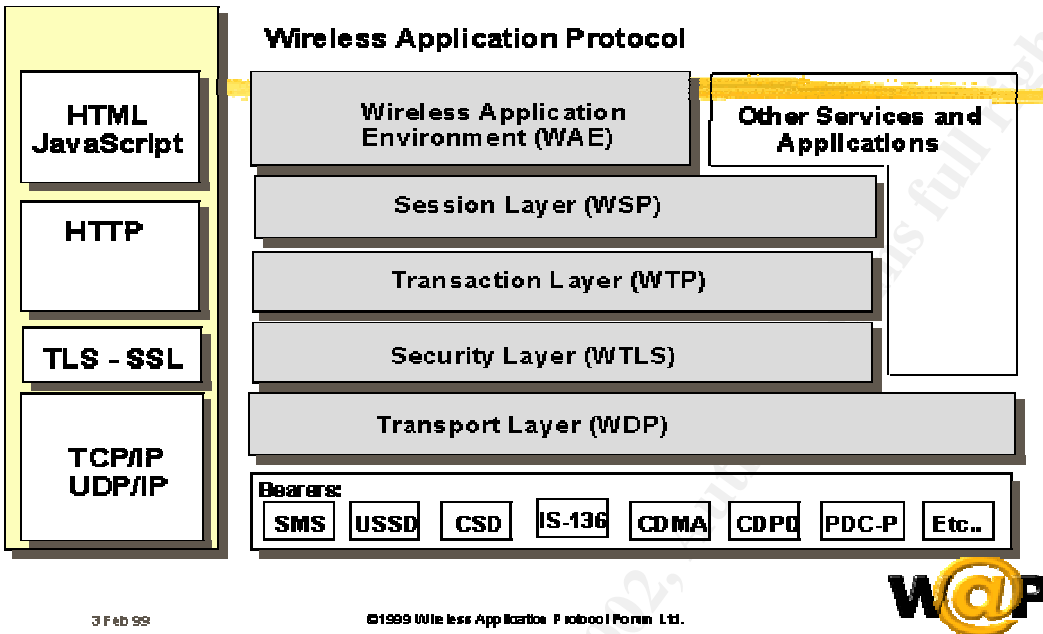 Wireless Application Protocol
HTML
JavaScript
HTTP
TLS - SSL
TCP/IP
UDP/IP
Wireless Application
Environment (WAE)
Other Services and
Applications
Session Layer (WSP)
Transaction Layer (WTP)
Security Layer (WTLS)
Transport Layer (WDP)
Bearers:
SMS
USSD
CSD
IS-136
CDMA
CDPD
PDC-P
Etc..
3 Feb 99
©1999 Wireless Application Protocol Forum Ltd.
W@P